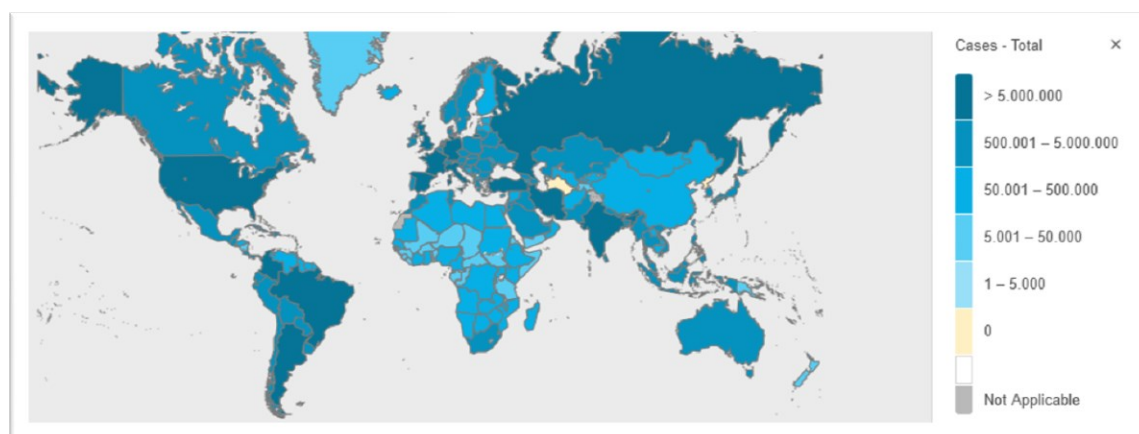 Cases - Total ×
> 5.000.000
500.001 – 5.000.000
50.001 – 500.000
5.001 – 50.000
1 – 5.000
0
Not Applicable